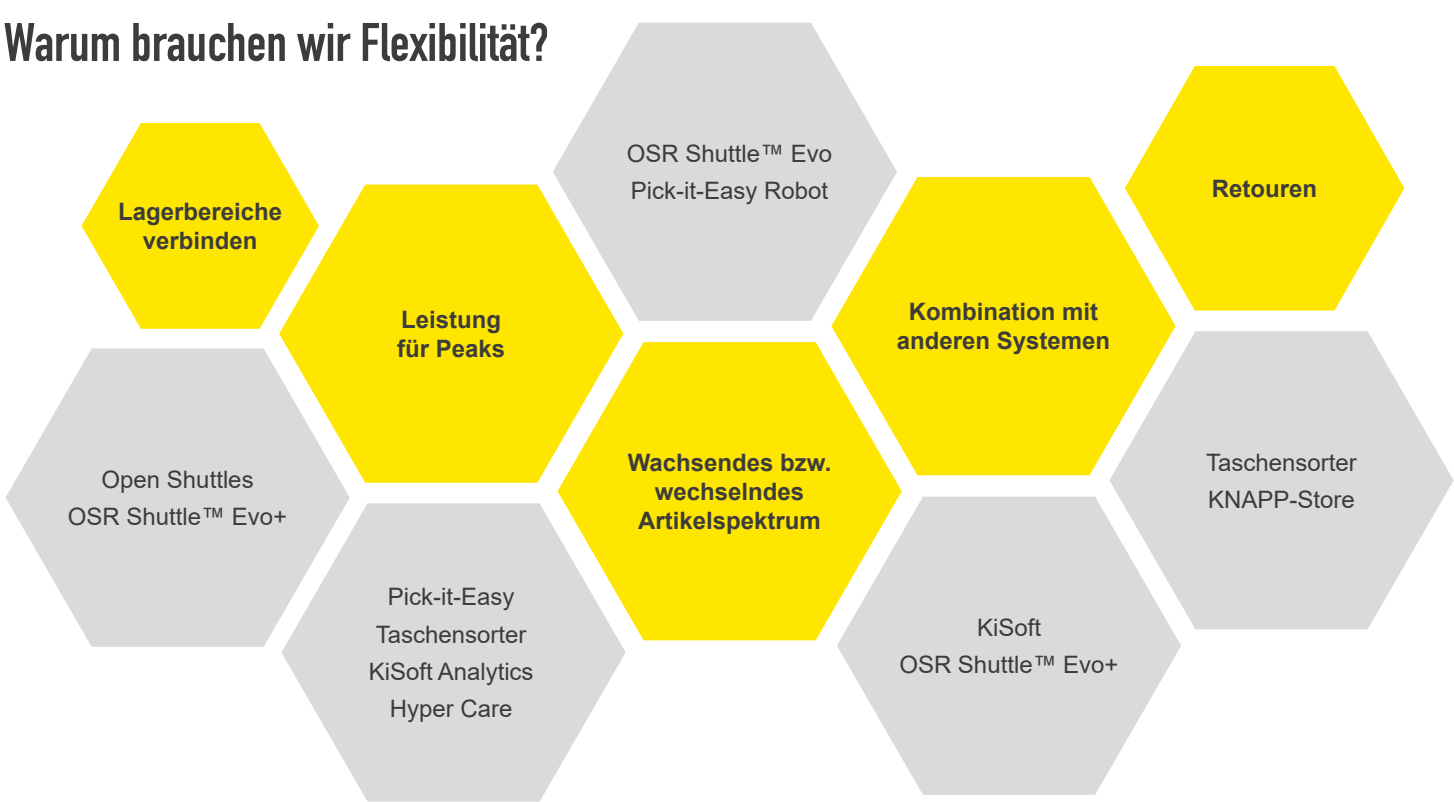 Warum brauchen wir Flexibilität?
Lagerbereiche
verbinden
Leistung
für Peaks
OSR Shuttle™ Evo
Pick-it-Easy Robot
Kombination mit
anderen Systemen
Retouren
Open Shuttles
OSR Shuttle™ Evo+
Pick-it-Easy
Taschensorter
KiSoft Analytics
Hyper Care
Wachsendes bzw.
wechselndes
Artikelspektrum
KiSoft
OSR Shuttle™ Evo+
Taschensorter
KNAPP-Store